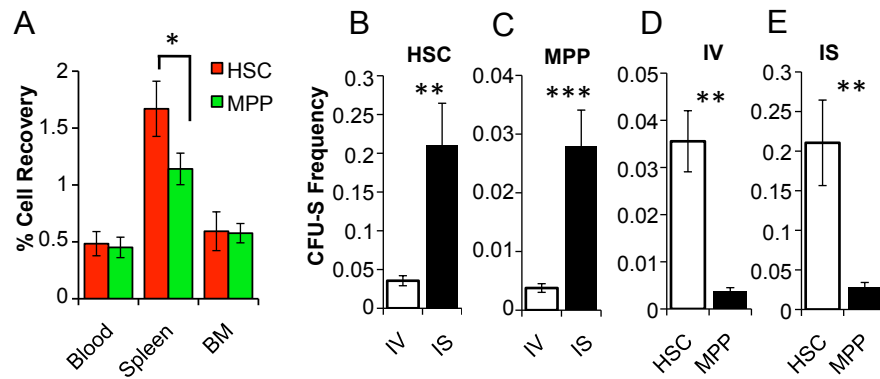 A
% Cell Recovery
2
1.5
1
0.5
0
*
HSC
MPP
Blood
Spleen
BM
B
HSC
CFU-S Frequency
0.3
0.25
0.2
0.15
0.1
0.05
0
**
IV
IS
C
MPP
0.04
0.03
0.02
0.01
0
***
IV
IS
D
IV
0.05
0.04
0.03
0.02
0.01
0
**
HSC
MPP
E
IS
0.3
0.25
0.2
0.15
0.1
0.05
0
**
HSC
MPP